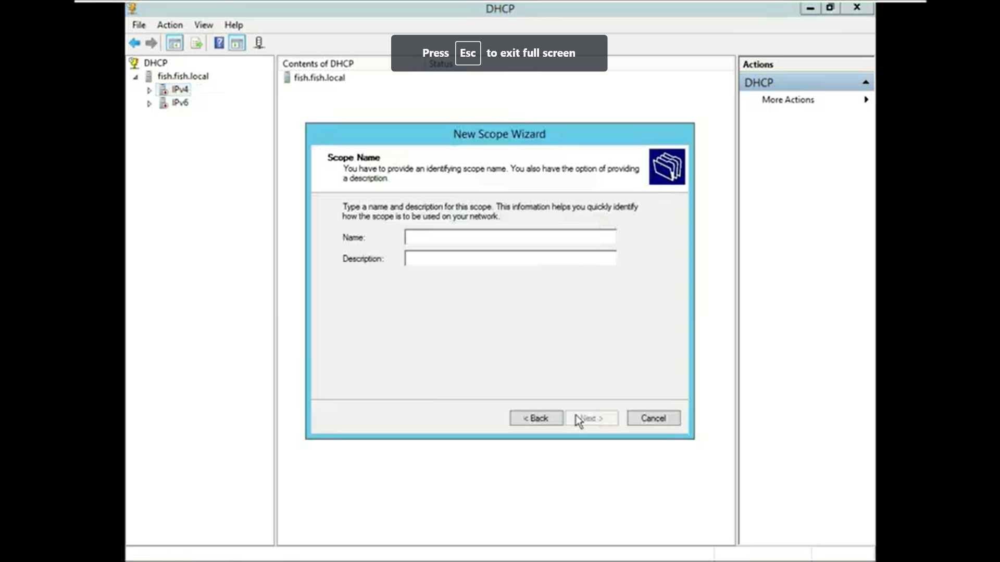 DHCP
File Action View Help
Press Esc to exit full screen
DHCP
fish.fish.local
IPv4
IPv6
Contents of DHCP Status
fish.fish.local
Actions
DHCP
More Actions
New Scope Wizard
Scope Name
You have to provide an identifying scope name. You also have the option of providing
a description.
Type a name and description for this scope. This information helps you quickly identify
how the scope is to be used on your network.
Name:
Description:
< Back Next > Cancel